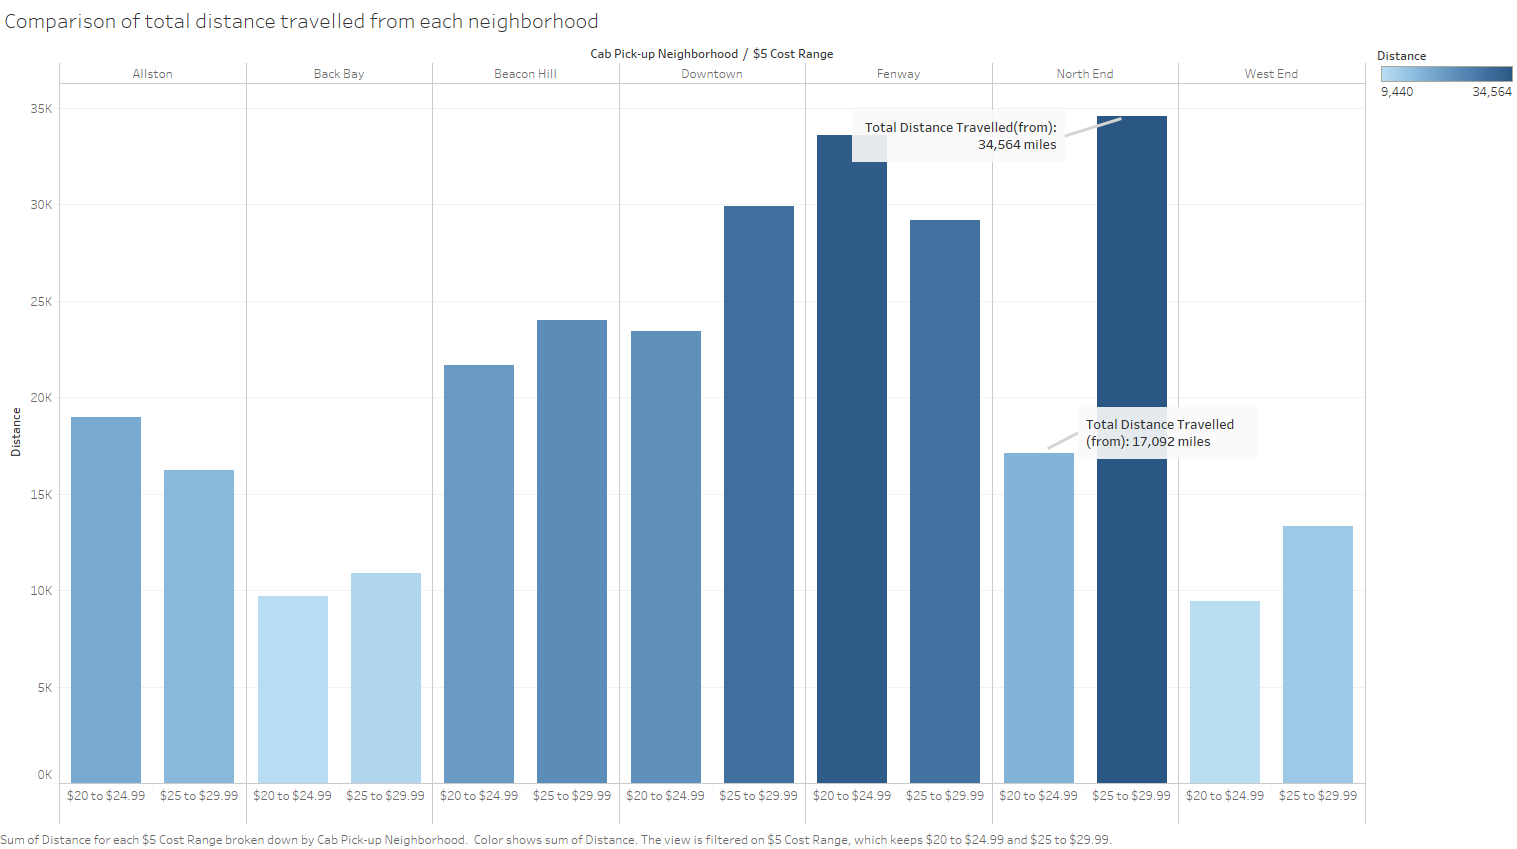 Comparison of total distance travelled from each neighborhood
Cab Pick-up Neighborhood / $5 Cost Range
Allston
Back Bay
Beacon Hill
Downtown
Fenway
North End
West End
Distance
9,440
34,564
35K
30K
25K
20K
15K
10K
5K
0K
Distance
Total Distance Travelled(from):
34,564 miles
Total Distance Travelled
(from): 17,092 miles
$20 to $24.99
$25 to $29.99
$20 to $24.99
$25 to $29.99
$20 to $24.99
$25 to $29.99
$20 to $24.99
$25 to $29.99
$20 to $24.99
$25 to $29.99
$20 to $24.99
$25 to $29.99
$20 to $24.99
$25 to $29.99
Sum of Distance for each $5 Cost Range broken down by Cab Pick-up Neighborhood.  Color shows sum of Distance. The view is filtered on $5 Cost Range, which keeps $20 to $24.99 and $25 to $29.99.